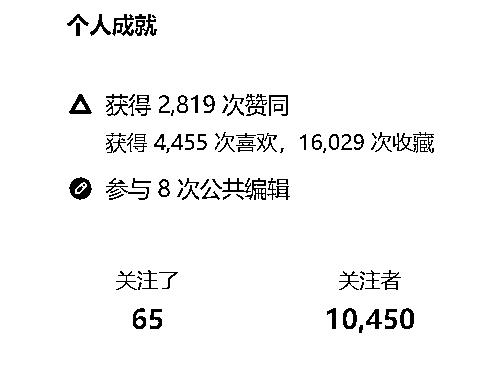 个人成就
获得 2,819 次赞同
获得 4,455 次喜欢，16,029 次收藏
参与 8 次公共编辑
关注了 关注者
65 10,450